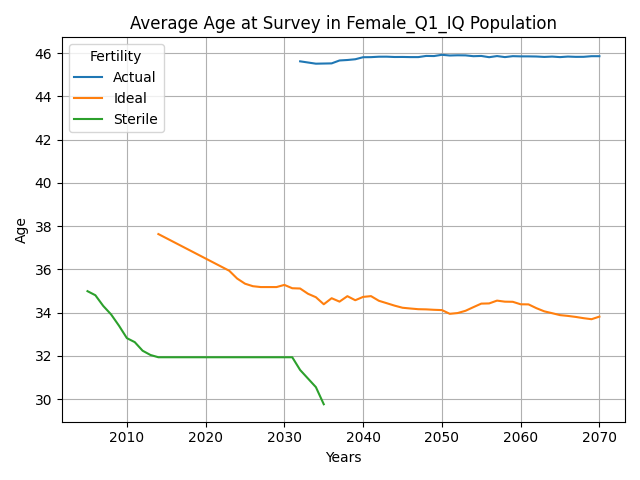 Average Age at Survey in Female_Q1_IQ Population
Fertility
Actual
Ideal
Sterile
Age
46
44
42
40
38
36
34
32
30
2010
2020
2030
2040
2050
2060
2070
Years